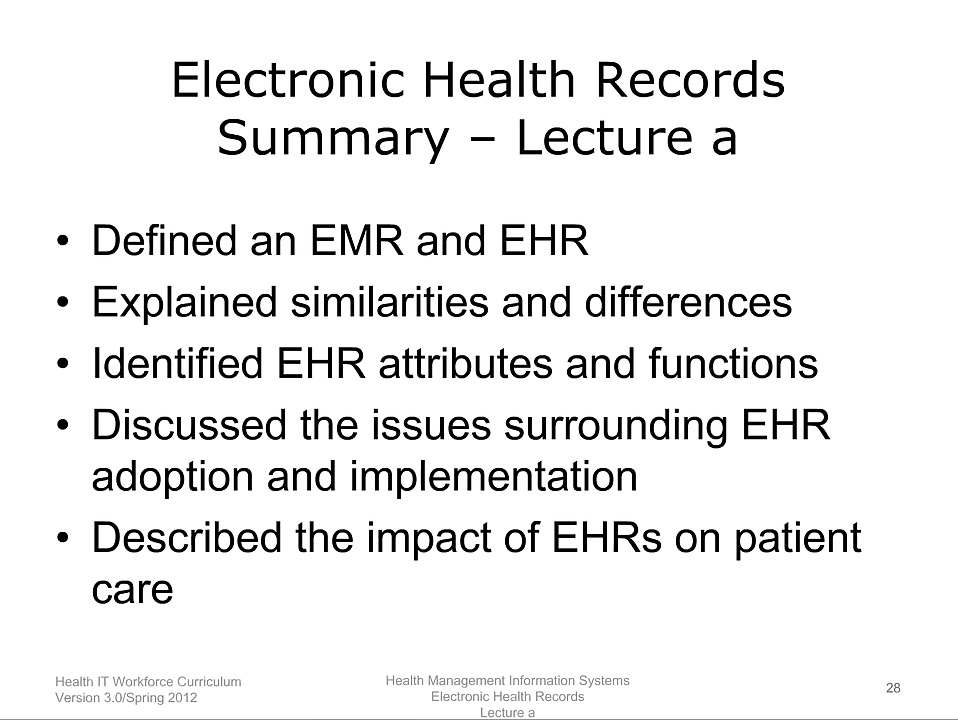 Electronic Health Records
Summary – Lecture a
• Defined an EMR and EHR
• Explained similarities and differences
• Identified EHR attributes and functions
• Discussed the issues surrounding EHR
adoption and implementation
• Described the impact of EHRs on patient
care
Health IT Workforce Curriculum
Version 3.0/Spring 2012
Health Management Information Systems
Electronic Health Records
Lecture a
28